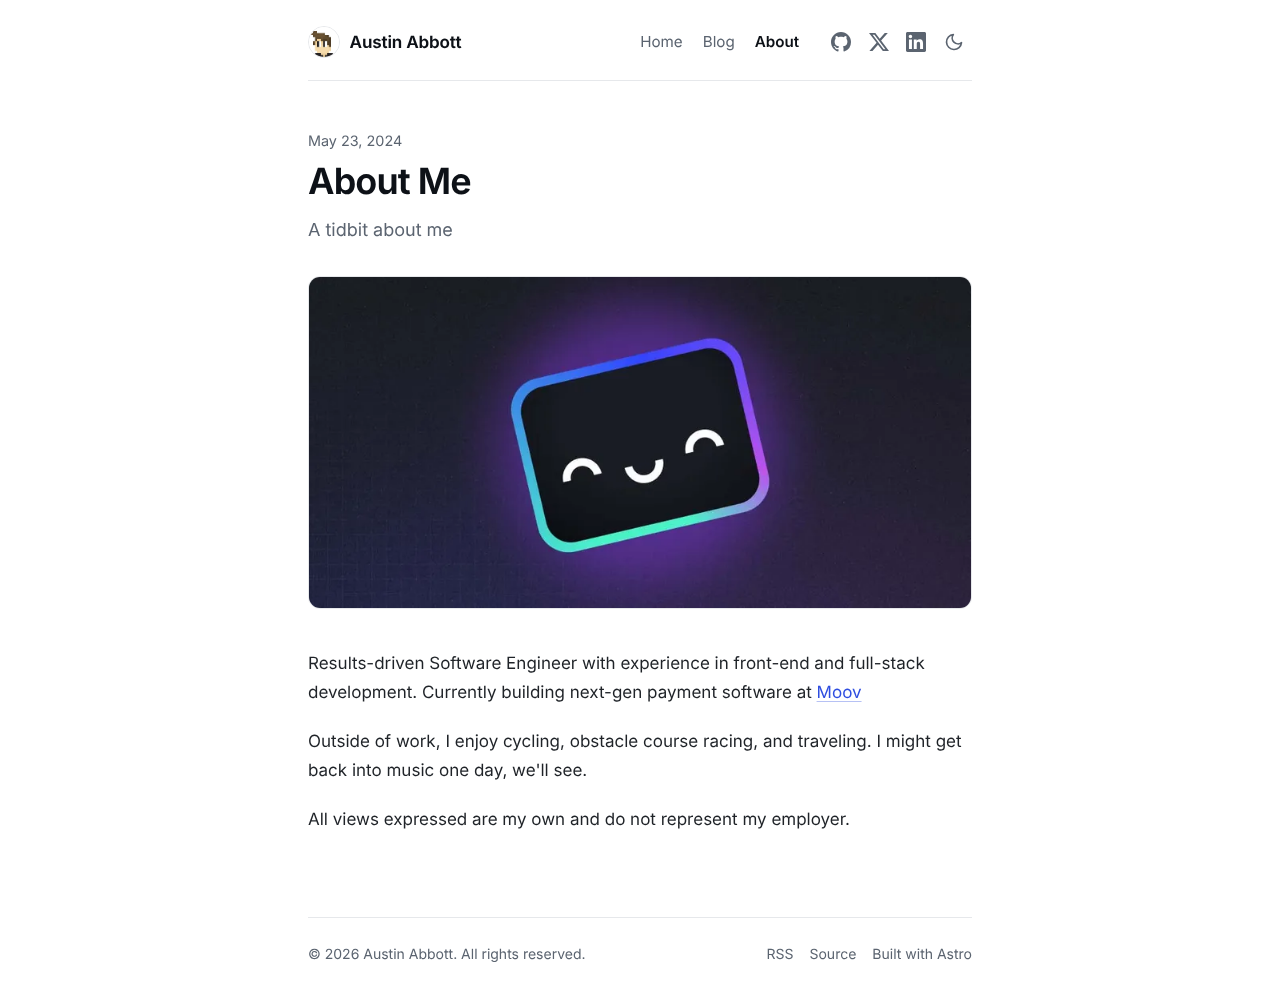 Austin Abbott
Home Blog About
May 23, 2024
About Me
A tidbit about me
Results-driven Software Engineer with experience in front-end and full-stack
development. Currently building next-gen payment software at Moov
Outside of work, I enjoy cycling, obstacle course racing, and traveling. I might get
back into music one day, we'll see.
All views expressed are my own and do not represent my employer.
© 2026 Austin Abbott. All rights reserved.
RSS Source Built with Astro